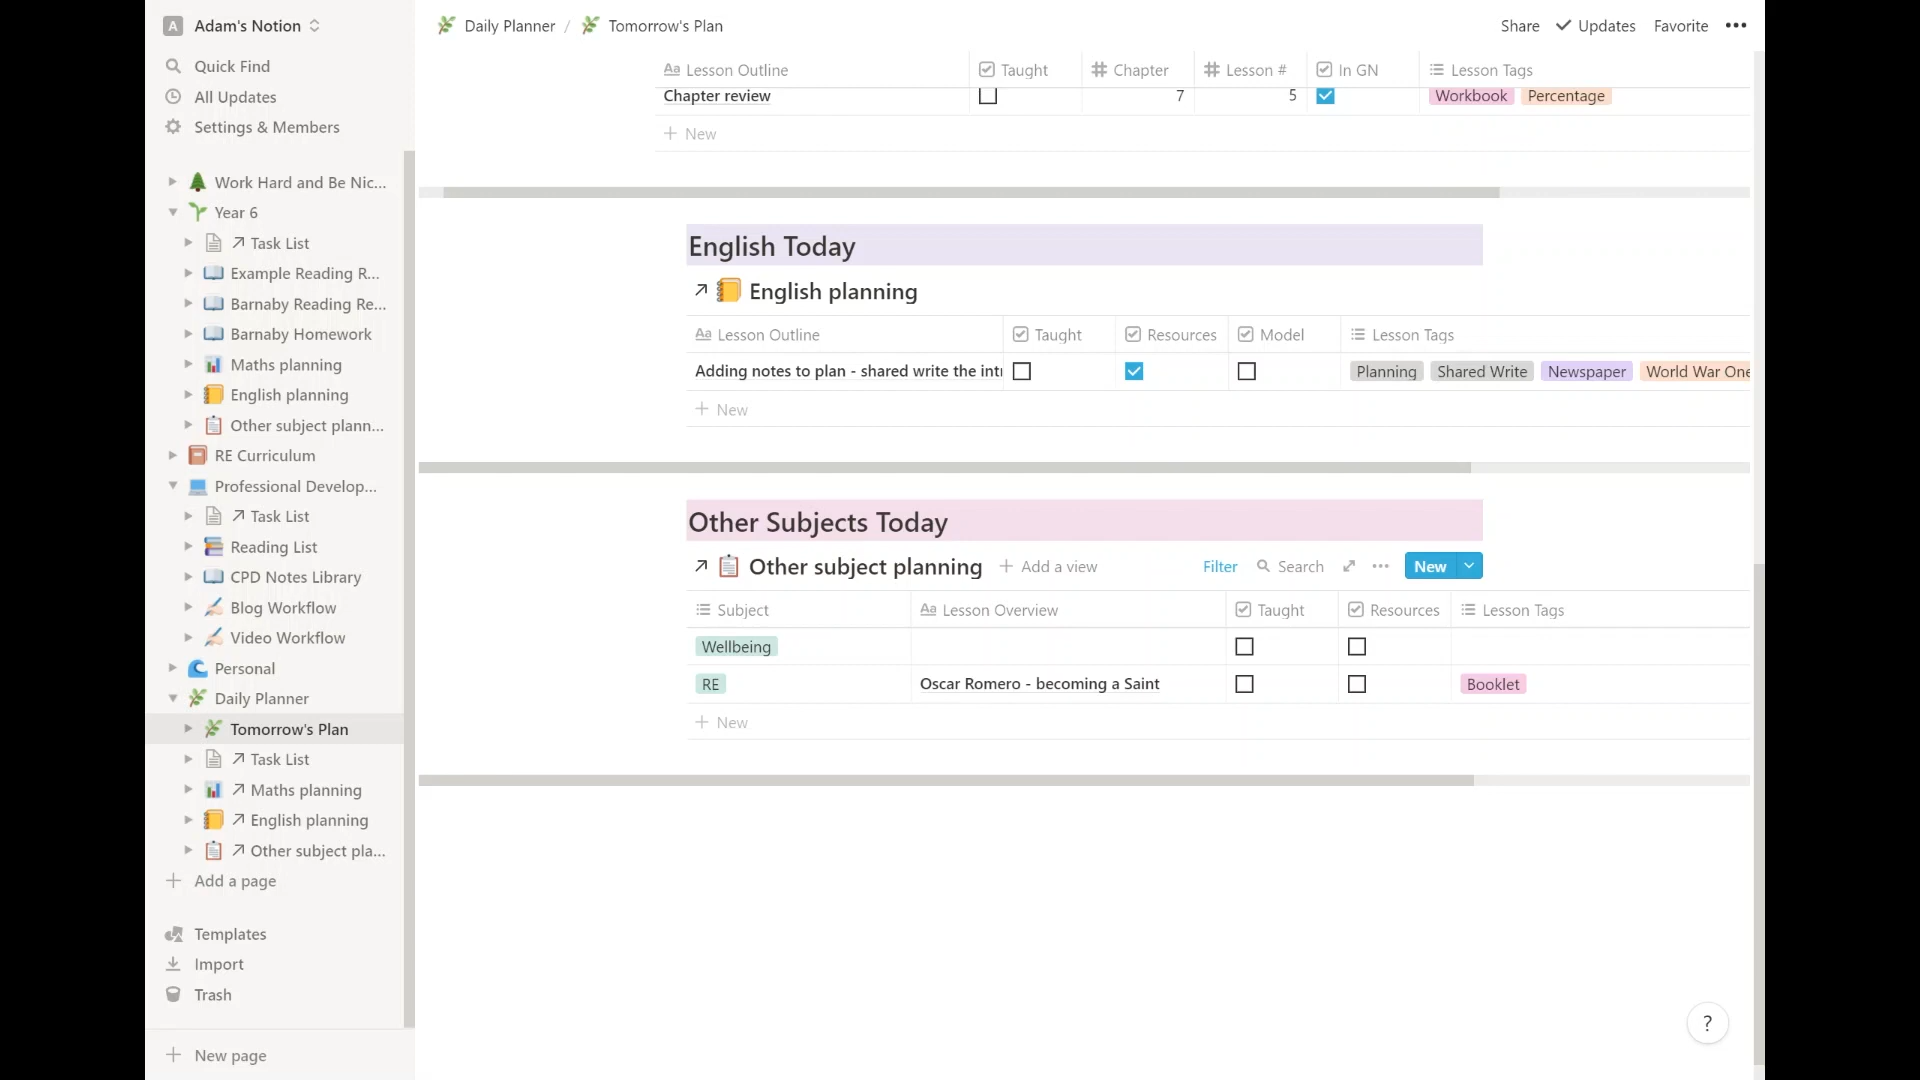 A Adam's Notion
Quick Find
All Updates
Settings & Members
Work Hard and Be Nic...
Year 6
Task List
Example Reading R...
Barnaby Reading Re...
Barnaby Homework
Maths planning
English planning
Other subject plann...
RE Curriculum
Professional Develop...
Task List
Reading List
CPD Notes Library
Blog Workflow
Video Workflow
Personal
Daily Planner
Tomorrow's Plan
Task List
Maths planning
English planning
Other subject pla...
Add a page
Templates
Import
Trash
New page
Daily Planner / Tomorrow's Plan
Share Updates Favorite
Aa Lesson Outline Taught # Chapter # Lesson # In GN Lesson Tags
Chapter review 7 5 Workbook Percentage
+ New
English Today
English planning
Aa Lesson Outline Taught Resources Model Lesson Tags
Adding notes to plan - shared write the intr Planning Shared Write Newspaper World War One
+ New
Other Subjects Today
Other subject planning + Add a view Filter Search New
Subject Aa Lesson Overview Taught Resources Lesson Tags
Wellbeing
RE Oscar Romero - becoming a Saint Booklet
+ New
?